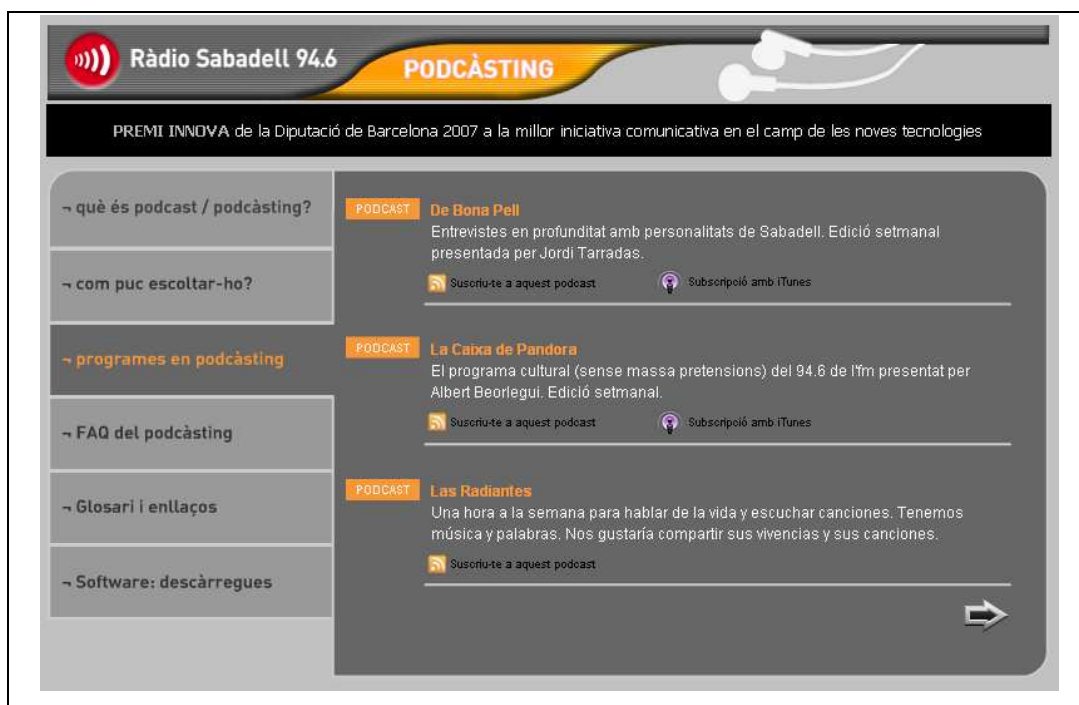 Ràdio Sabadell 94.6
PODCÀSTING
PREMI INNOVA de la Diputació de Barcelona 2007 a la millor iniciativa comunicativa en el camp de les noves tecnologies
¬ què és podcast / podcàsting?
¬ com puc escoltar-ho?
¬ programes en podcàsting
¬ FAQ del podcàsting
¬ Glosari i enllaços
¬ Software: descàrregues
PODCAST De Bona Pell
Entrevistes en profunditat amb personalitats de Sabadell. Edició setmanal
presentada per Jordi Tarradas.
Suscriu-te a aquest podcast Subscripció amb iTunes
PODCAST La Caixa de Pandora
El programa cultural (sense massa pretensions) del 94.6 de l'fm presentat per
Albert Beorlegui. Edició setmanal.
Suscriu-te a aquest podcast Subscripció amb iTunes
PODCAST Las Radiantes
Una hora a la semana para hablar de la vida y escuchar canciones. Tenemos
música y palabras. Nos gustaría compartir sus vivencias y sus canciones.
Suscriu-te a aquest podcast